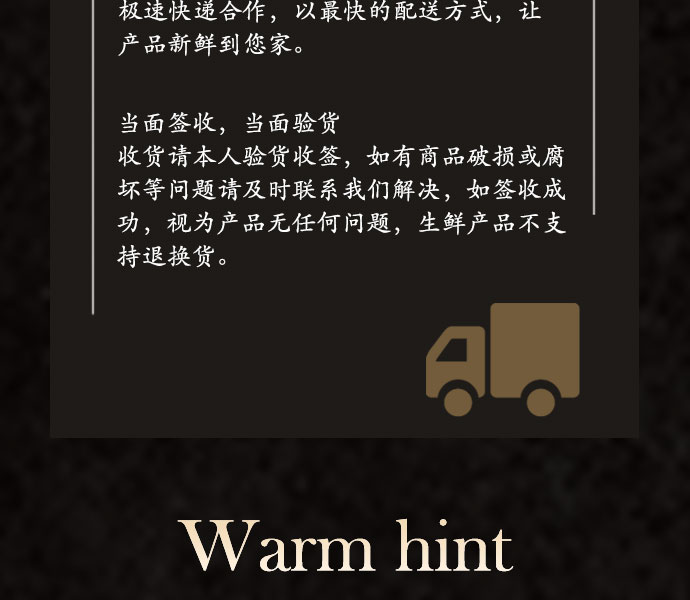 极速快递合作，以最快的配送方式，让
产品新鲜到您家。
当面签收，当面验货
收货请本人验货收签，如有商品破损或腐
坏等问题请及时联系我们解决，如签收成
功，视为产品无任何问题，生鲜产品不支
持退换货。
Warm hint